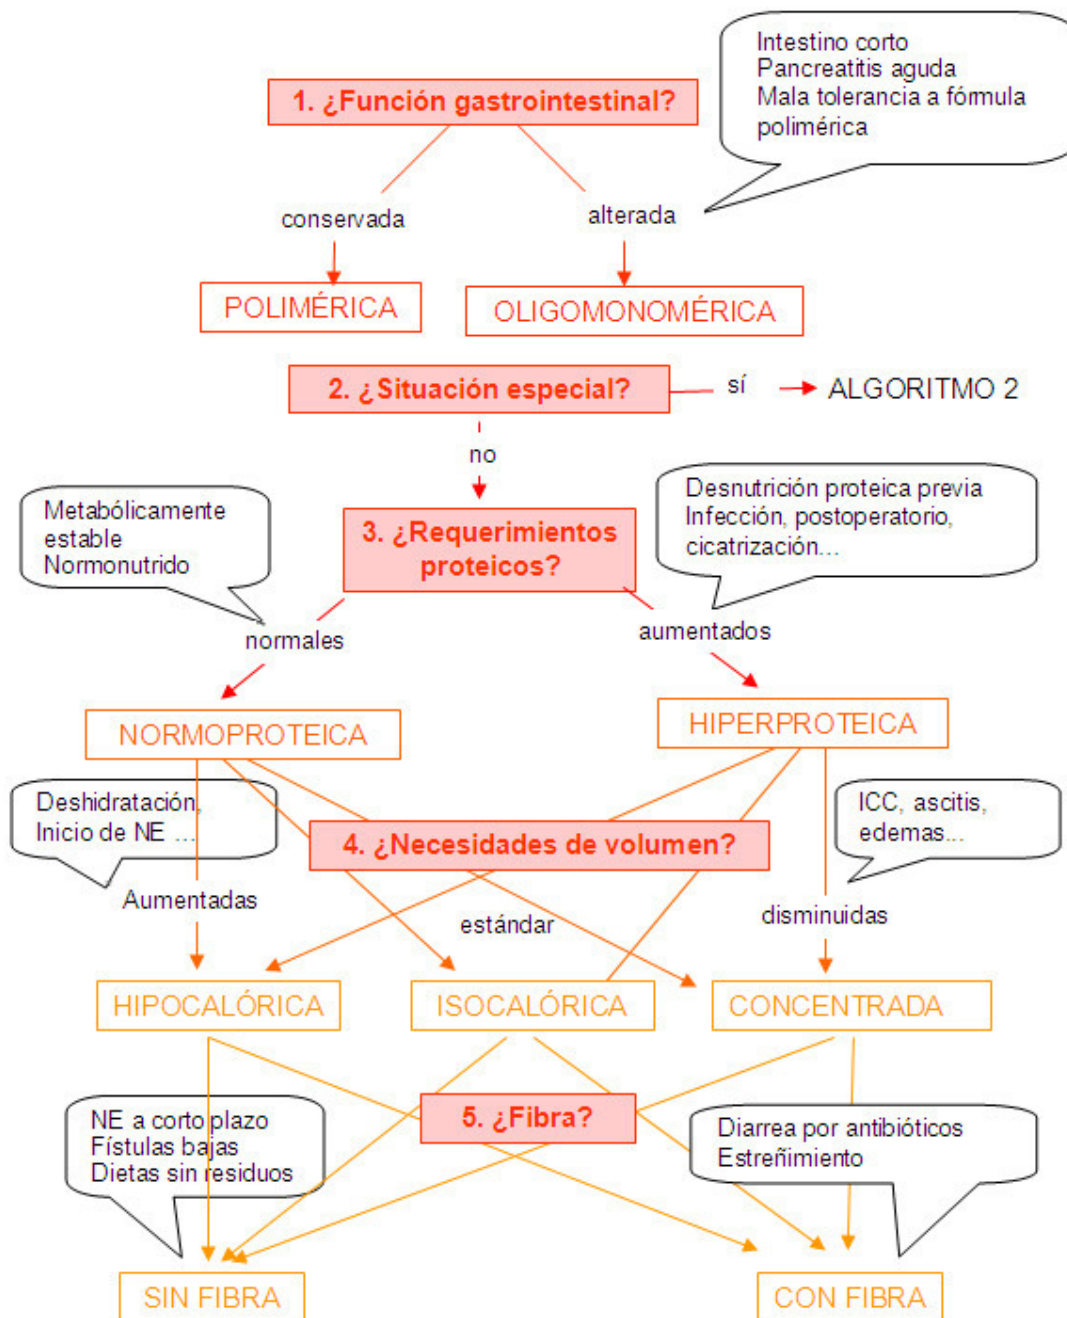 Intestino corto
Pancreatitis aguda
Mala tolerancia a fórmula
polimérica
1. ¿Función gastrointestinal?
conservada
alterada
POLIMÉRICA
OLIGOMONOMÉRICA
2. ¿Situación especial?
sí
ALGORITMO 2
no
Metabólicamente
estable
Normonutrido
3. ¿Requerimientos
proteicos?
Desnutrición proteica previa
Infección, postoperatorio,
cicatrización...
normales
aumentados
NORMOPROTEICA
HIPERPROTEICA
Deshidratación,
Inicio de NE ...
4. ¿Necesidades de volumen?
ICC, ascitis,
edemas...
Aumentadas
estándar
disminuidas
HIPOCALÓRICA
ISOCALÓRICA
CONCENTRADA
NE a corto plazo
Fístulas bajas
Dietas sin residuos
5. ¿Fibra?
Diarrea por antibióticos
Estreñimiento
SIN FIBRA
CON FIBRA